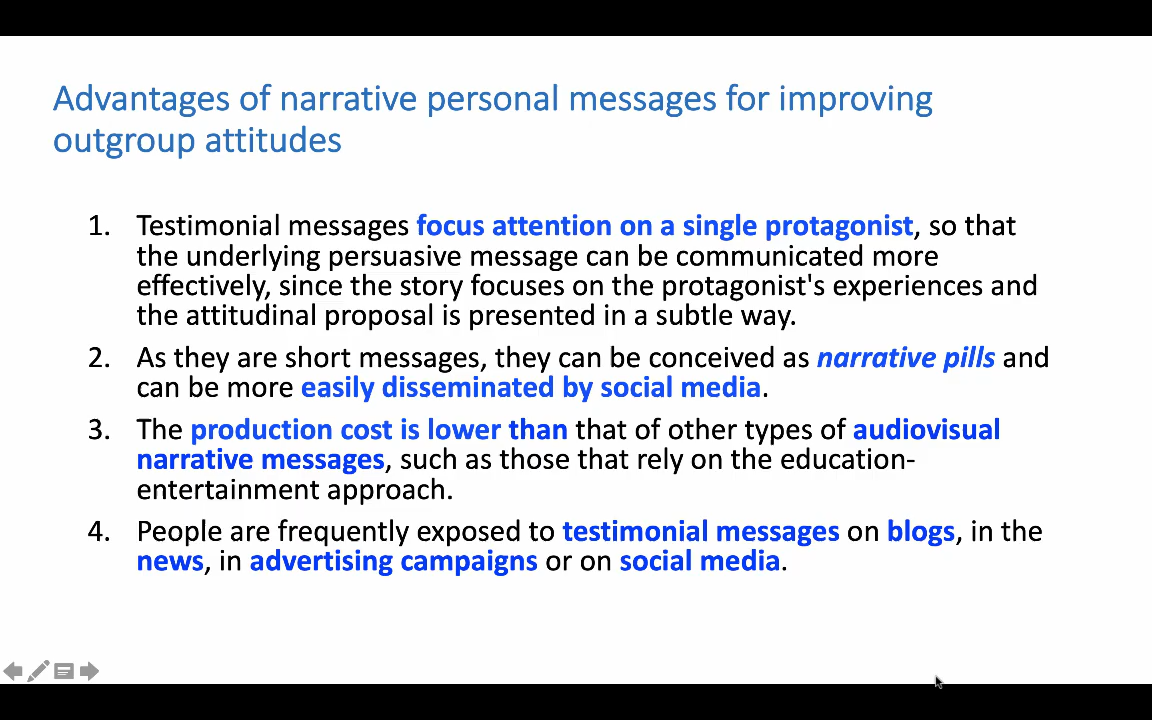 Advantages of narrative personal messages for improving
outgroup attitudes
1. Testimonial messages focus attention on a single protagonist, so that
the underlying persuasive message can be communicated more
effectively, since the story focuses on the protagonist's experiences and
the attitudinal proposal is presented in a subtle way.
2. As they are short messages, they can be conceived as narrative pills and
can be more easily disseminated by social media.
3. The production cost is lower than that of other types of audiovisual
narrative messages, such as those that rely on the education-
entertainment approach.
4. People are frequently exposed to testimonial messages on blogs, in the
news, in advertising campaigns or on social media.